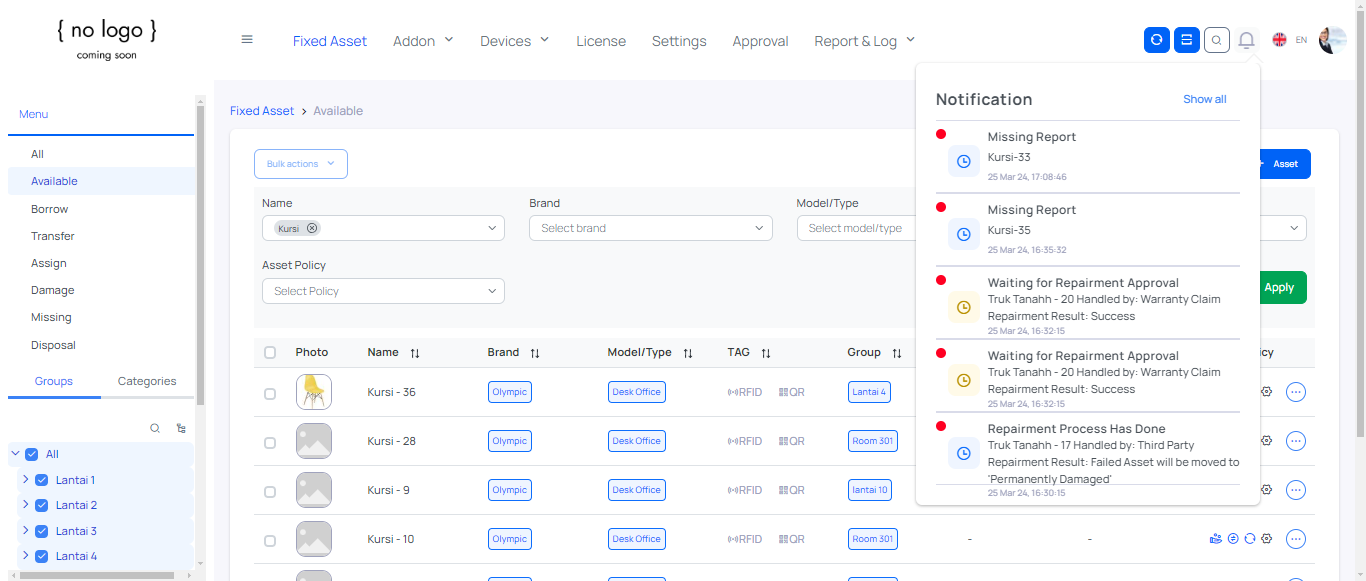 { no logo }
coming soon
Fixed Asset
Addon
Devices
License
Settings
Approval
Report & Log
EN
Menu
All
Available
Borrow
Transfer
Assign
Damage
Missing
Disposal
Groups
Categories
All
Lantai 1
Lantai 2
Lantai 3
Lantai 4
Fixed Asset > Available
Bulk actions
Asset
Name
Brand
Model/Type
Kursi
Select brand
Select model/type
Asset Policy
Select Policy
Apply
Photo Name Brand Model/Type TAG Group
Kursi - 36 Olympic Desk Office RFID QR Lantai 4
Kursi - 28 Olympic Desk Office RFID QR Room 301
Kursi - 9 Olympic Desk Office RFID QR lantai 10
Kursi - 10 Olympic Desk Office RFID QR Room 301 - -
Notification
Show all
Missing Report
Kursi-33
25 Mar 24, 17:08:46
Missing Report
Kursi-35
25 Mar 24, 16:35:32
Waiting for Repairment Approval
Truk Tanahh - 20 Handled by: Warranty Claim
Repairment Result: Success
25 Mar 24, 16:32:15
Waiting for Repairment Approval
Truk Tanahh - 20 Handled by: Warranty Claim
Repairment Result: Success
25 Mar 24, 16:32:15
Repairment Process Has Done
Truk Tanahh - 17 Handled by: Third Party
Repairment Result: Failed Asset will be moved to
'Permanently Damaged'
25 Mar 24, 16:30:15